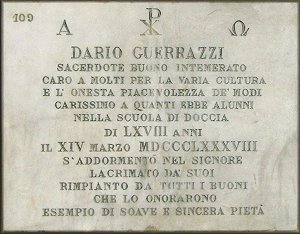 109
Α ☧ Ω
DARIO GUERRAZZI
SACERDOTE BUONO INTEMERATO
CARO A MOLTI PER LA VARIA CULTURA
E L' ONESTA PIACEVOLEZZA DE' MODI
CARISSIMO A QUANTI EBBE ALUNNI
NELLA SCUOLA DI DOCCIA
DI LXVIII ANNI
IL XIV MARZO MDCCCLXXXVIII
S'ADDORMENTÒ NEL SIGNORE
LACRIMATO DA' SUOI
RIMPIANTO DA TUTTI I BUONI
CHE LO ONORARONO
ESEMPIO DI SOAVE E SINCERA PIETÀ